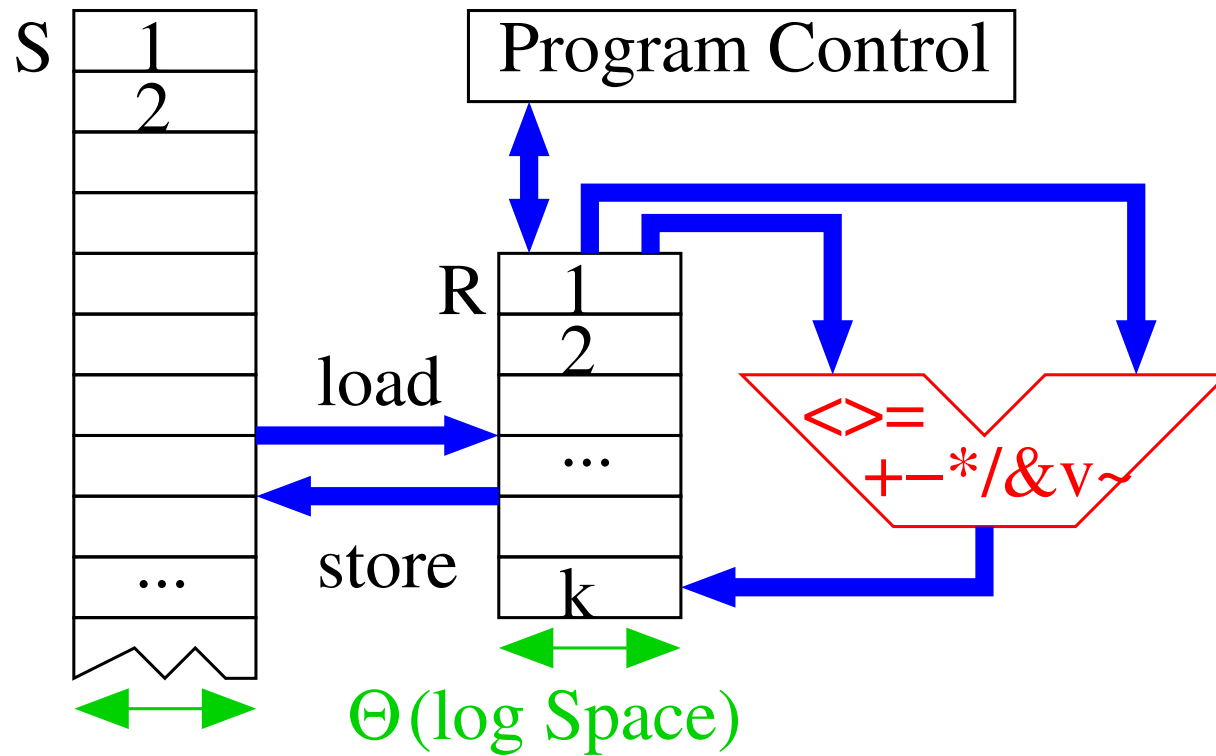 S
1
2
...
Program Control
R
1
2
...
k
load
store
<>=
+−*/&v~
Θ(log Space)